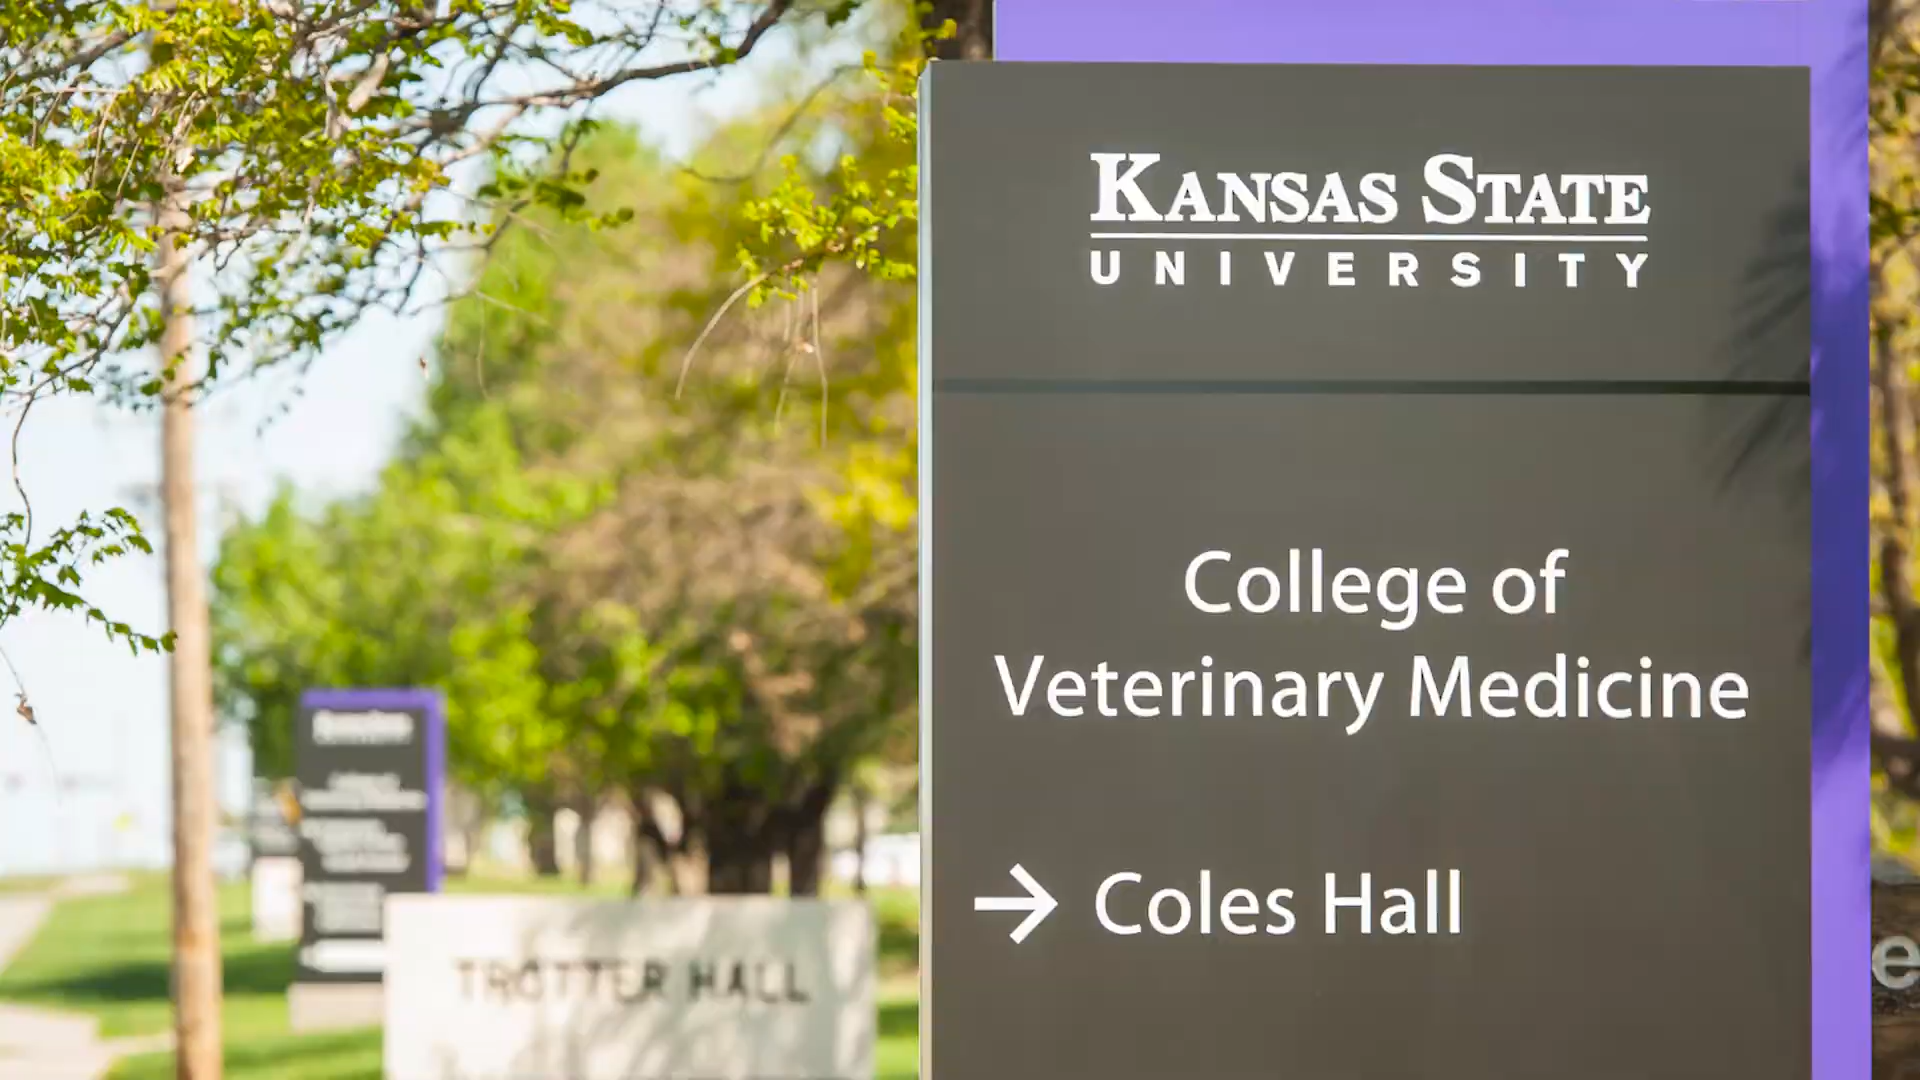 KANSAS STATE
UNIVERSITY
College of
Veterinary Medicine
→ Coles Hall
TROTTER HALL
e